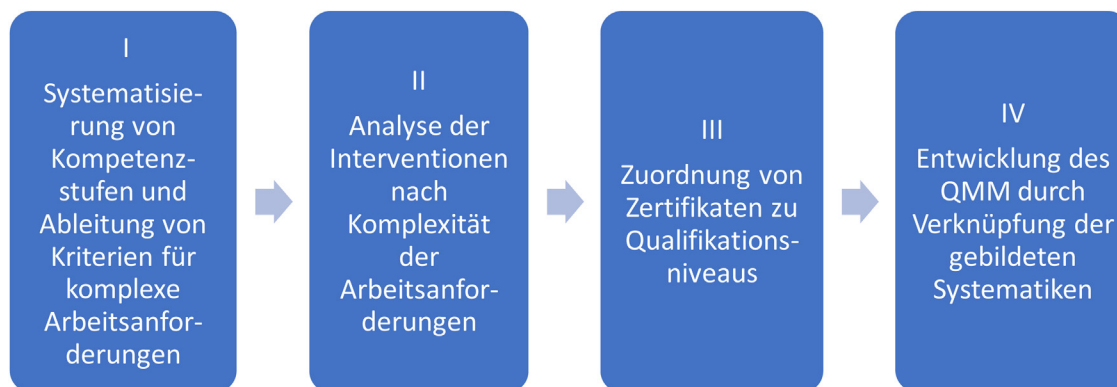 I
Systematisie-
rung von
Kompetenz-
stufen und
Ableitung von
Kriterien für
komplexe
Arbeitsanfor-
derungen
II
Analyse der
Interventionen
nach
Komplexität
der
Arbeitsanfor-
derungen
III
Zuordnung von
Zertifikaten zu
Qualifikations-
niveaus
IV
Entwicklung des
QMM durch
Verknüpfung der
gebildeten
Systematiken